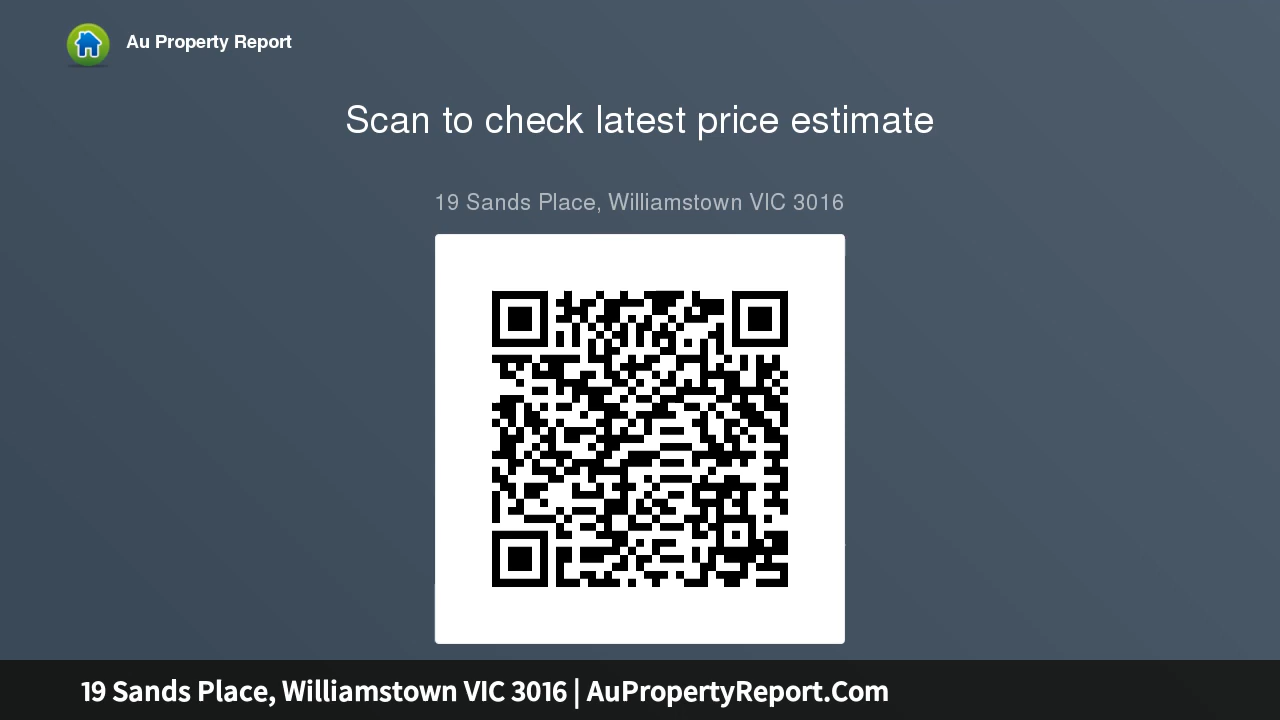 Au Property Report
Scan to check latest price estimate
19 Sands Place, Williamstown VIC 3016
19 Sands Place, Williamstown VIC 3016 | AuPropertyReport.Com